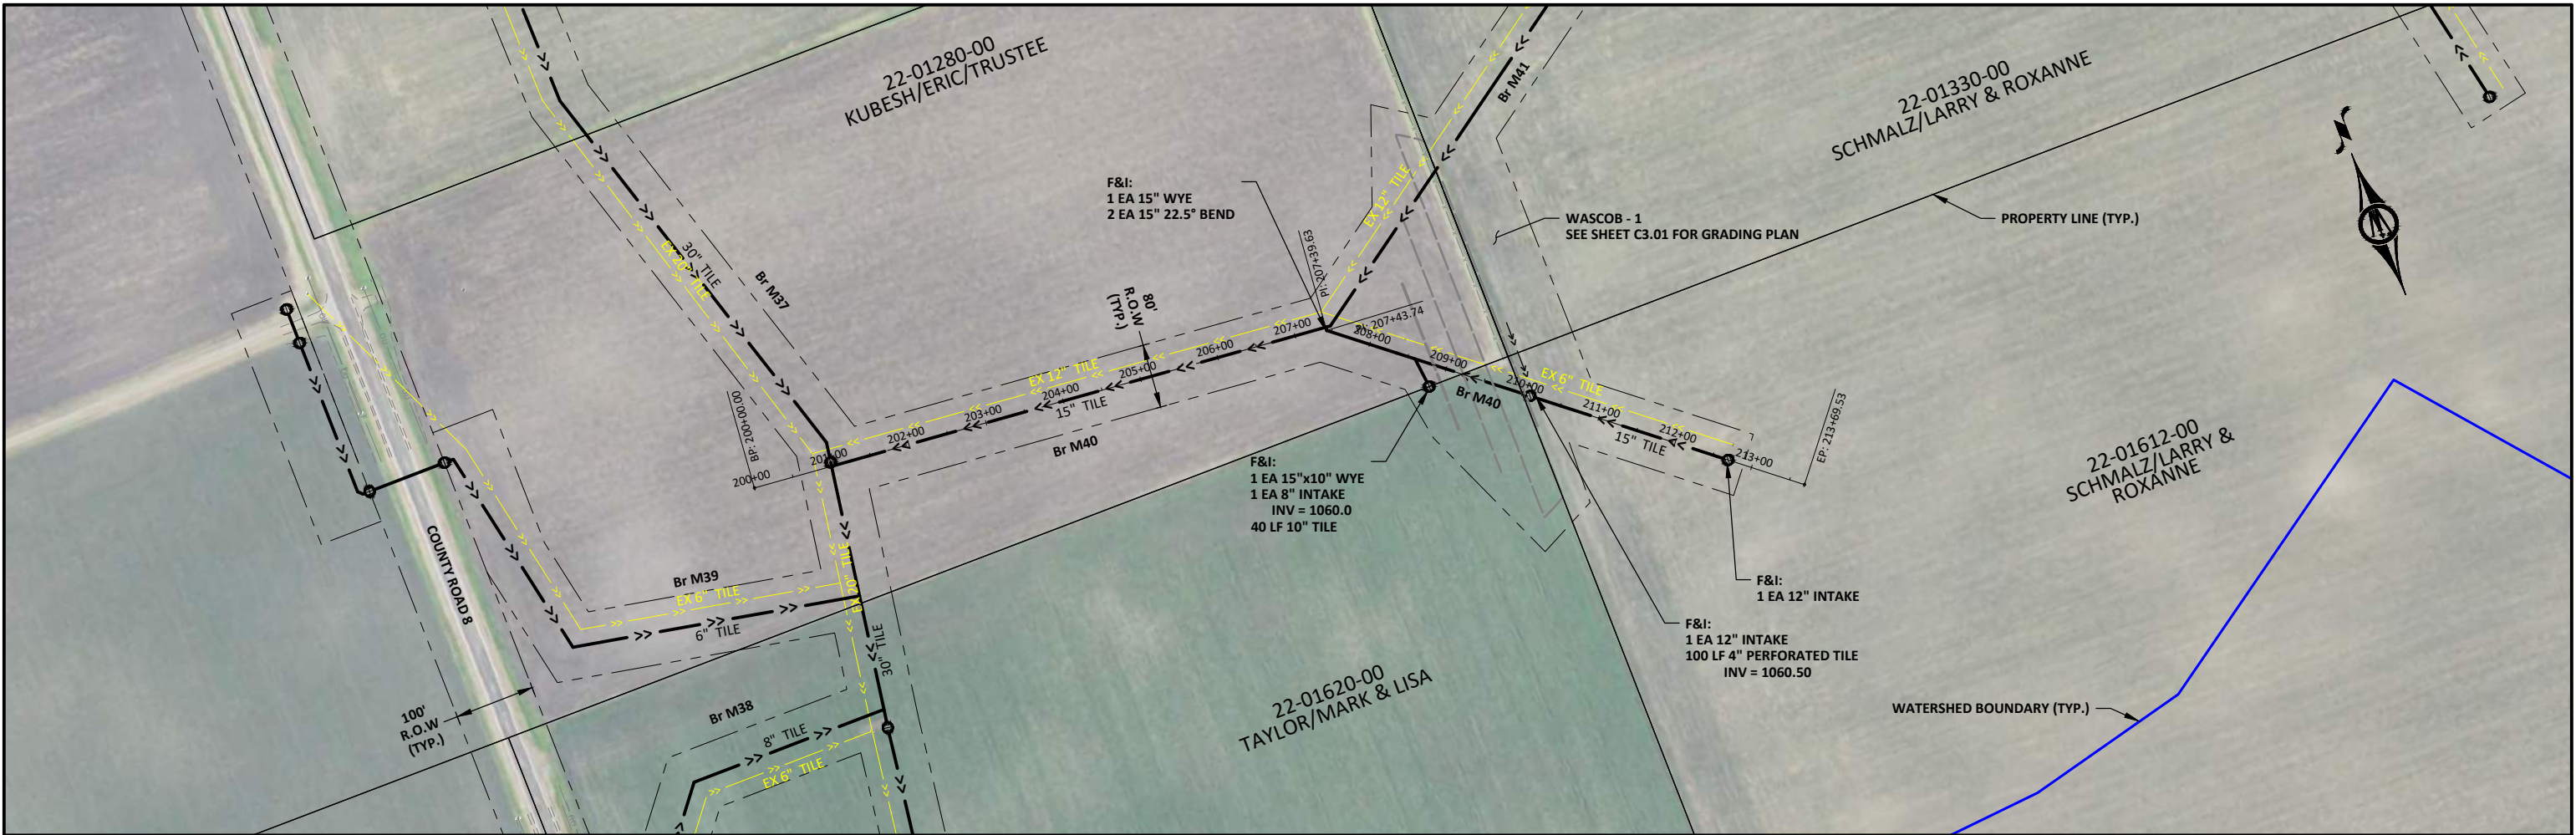 22-01280-00
KUBESH/ERIC/TRUSTEE
Br M41
22-01330-00
SCHMALZ/LARRY & ROXANNE
N
F&I:
1 EA 15" WYE
2 EA 15" 22.5° BEND
EX 12" TILE
WASCOB - 1
SEE SHEET C3.01 FOR GRADING PLAN
PROPERTY LINE (TYP.)
30" TILE
EX 20" TILE
Br M37
80'
R.O.W
(TYP.)
PI: 207+39.63
PI: 207+43.74
200+00
BP: 200+00.00
201+00
202+00
203+00
204+00
205+00
206+00
207+00
208+00
209+00
210+00
211+00
212+00
213+00
EP: 213+69.53
EX 12" TILE
15" TILE
Br M40
EX 6" TILE
Br M40
15" TILE
F&I:
1 EA 15"x10" WYE
1 EA 8" INTAKE
INV = 1060.0
40 LF 10" TILE
22-01612-00
SCHMALZ/LARRY &
ROXANNE
COUNTY ROAD 8
Br M39
EX 6" TILE
6" TILE
EX 20" TILE
30" TILE
F&I:
1 EA 12" INTAKE
F&I:
1 EA 12" INTAKE
100 LF 4" PERFORATED TILE
INV = 1060.50
100'
R.O.W
(TYP.)
Br M38
8" TILE
EX 6" TILE
22-01620-00
TAYLOR/MARK & LISA
WATERSHED BOUNDARY (TYP.)